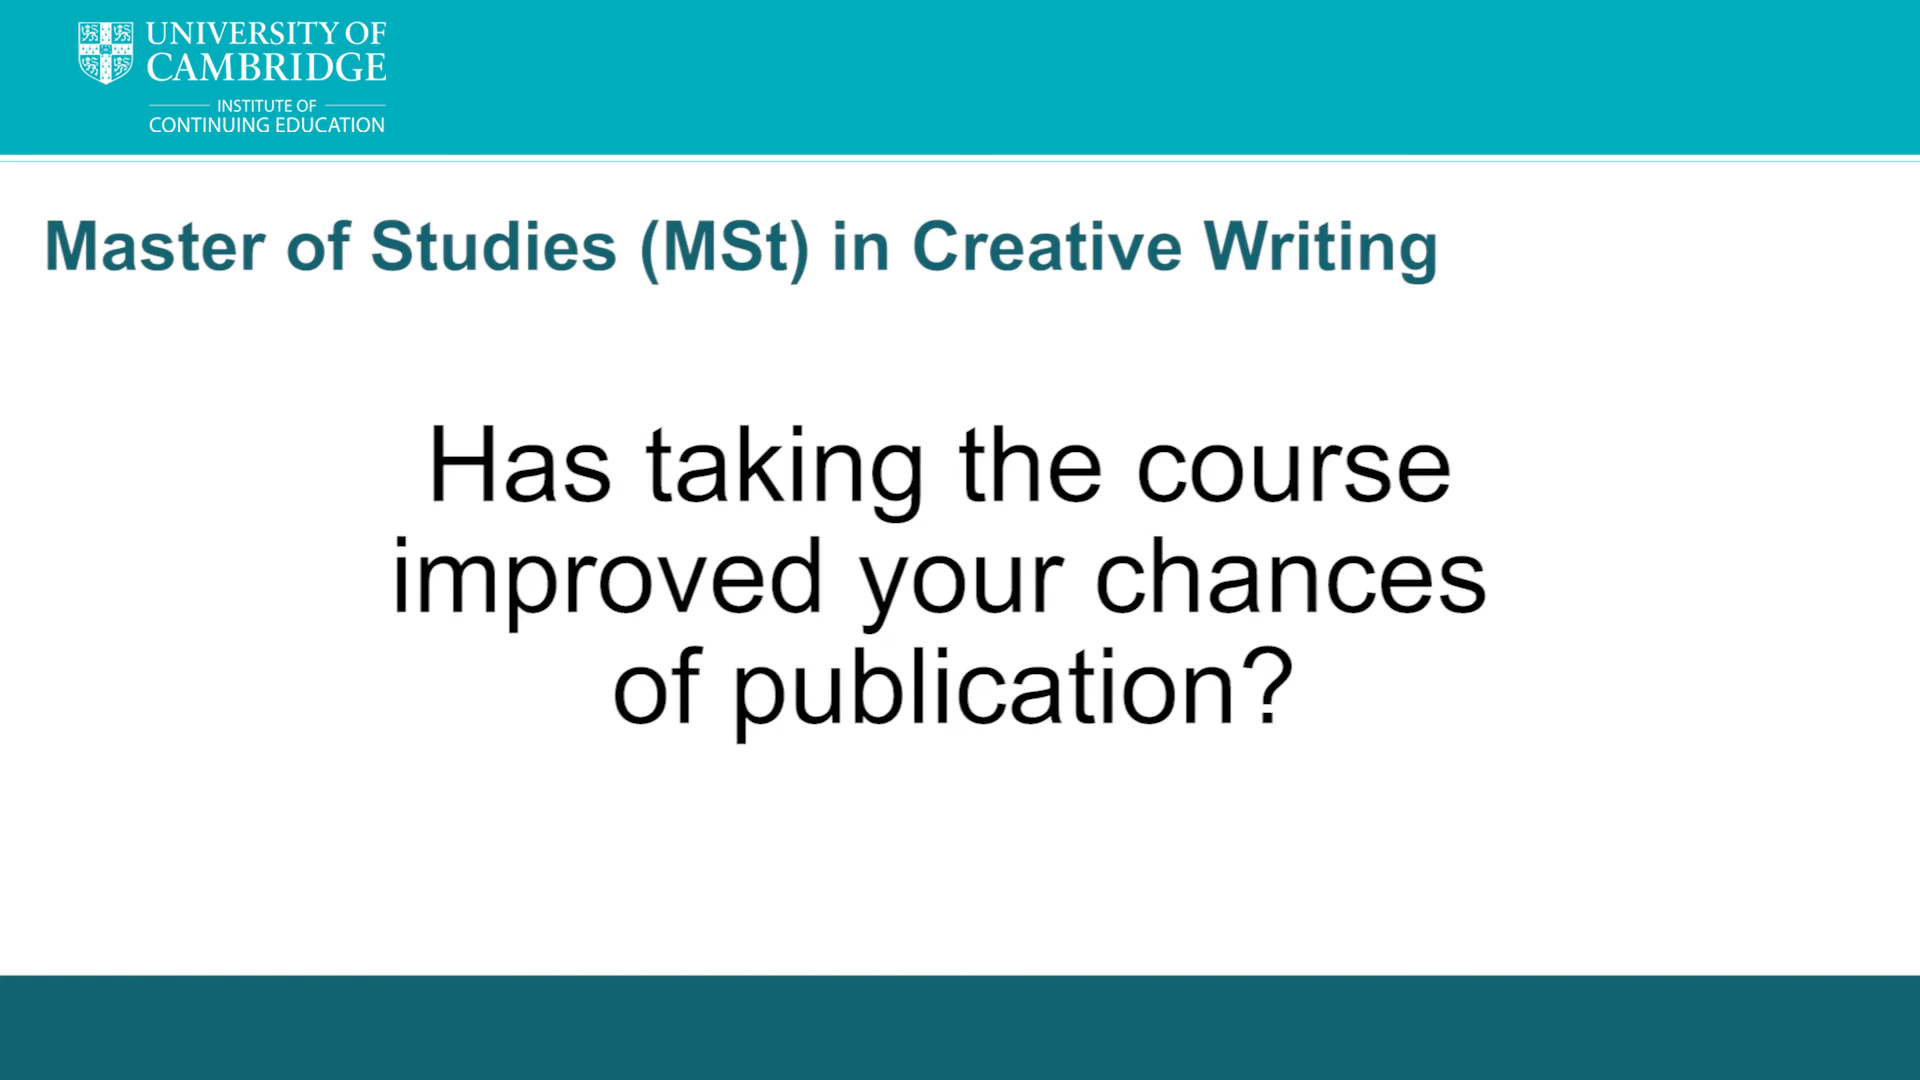 UNIVERSITY OF
CAMBRIDGE
INSTITUTE OF
CONTINUING EDUCATION
Master of Studies (MSt) in Creative Writing
Has taking the course
improved your chances
of publication?